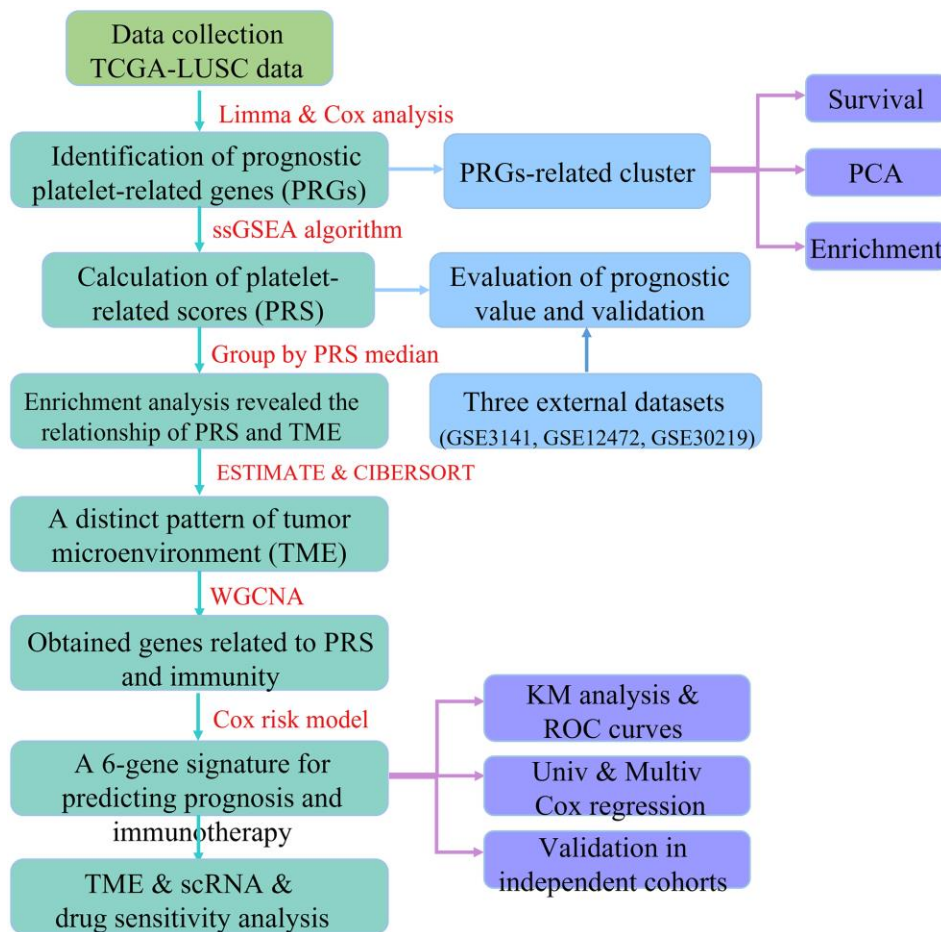 Data collection
TCGA-LUSC data
Limma & Cox analysis
Identification of prognostic
platelet-related genes (PRGs)
PRGs-related cluster
Survival
PCA
Enrichment
ssGSEA algorithm
Calculation of platelet-
related scores (PRS)
Evaluation of prognostic
value and validation
Group by PRS median
Three external datasets
(GSE3141, GSE12472, GSE30219)
Enrichment analysis revealed the
relationship of PRS and TME
ESTIMATE & CIBERSORT
A distinct pattern of tumor
microenvironment (TME)
WGCNA
Obtained genes related to PRS
and immunity
Cox risk model
A 6-gene signature for
predicting prognosis and
immunotherapy
KM analysis &
ROC curves
Univ & Multiv
Cox regression
Validation in
independent cohorts
TME & scRNA &
drug sensitivity analysis